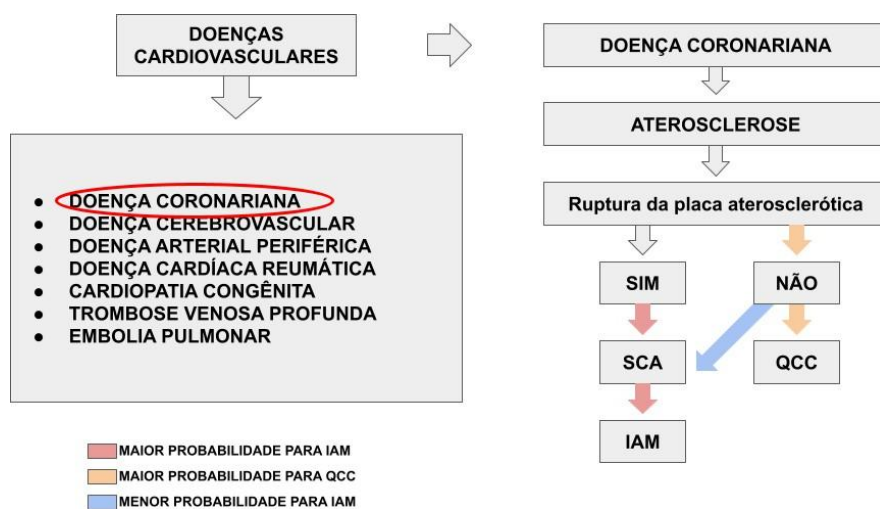 DOENÇAS
CARDIOVASCULARES
● DOENÇA CORONARIANA
● DOENÇA CEREBROVASCULAR
● DOENÇA ARTERIAL PERIFÉRICA
● DOENÇA CARDÍACA REUMÁTICA
● CARDIOPATIA CONGÊNITA
● TROMBOSE VENOSA PROFUNDA
● EMBOLIA PULMONAR
DOENÇA CORONARIANA
ATEROSCLEROSE
Ruptura da placa aterosclerótica
SIM
NÃO
SCA
QCC
IAM
MAIOR PROBABILIDADE PARA IAM
MAIOR PROBABILIDADE PARA QCC
MENOR PROBABILIDADE PARA IAM